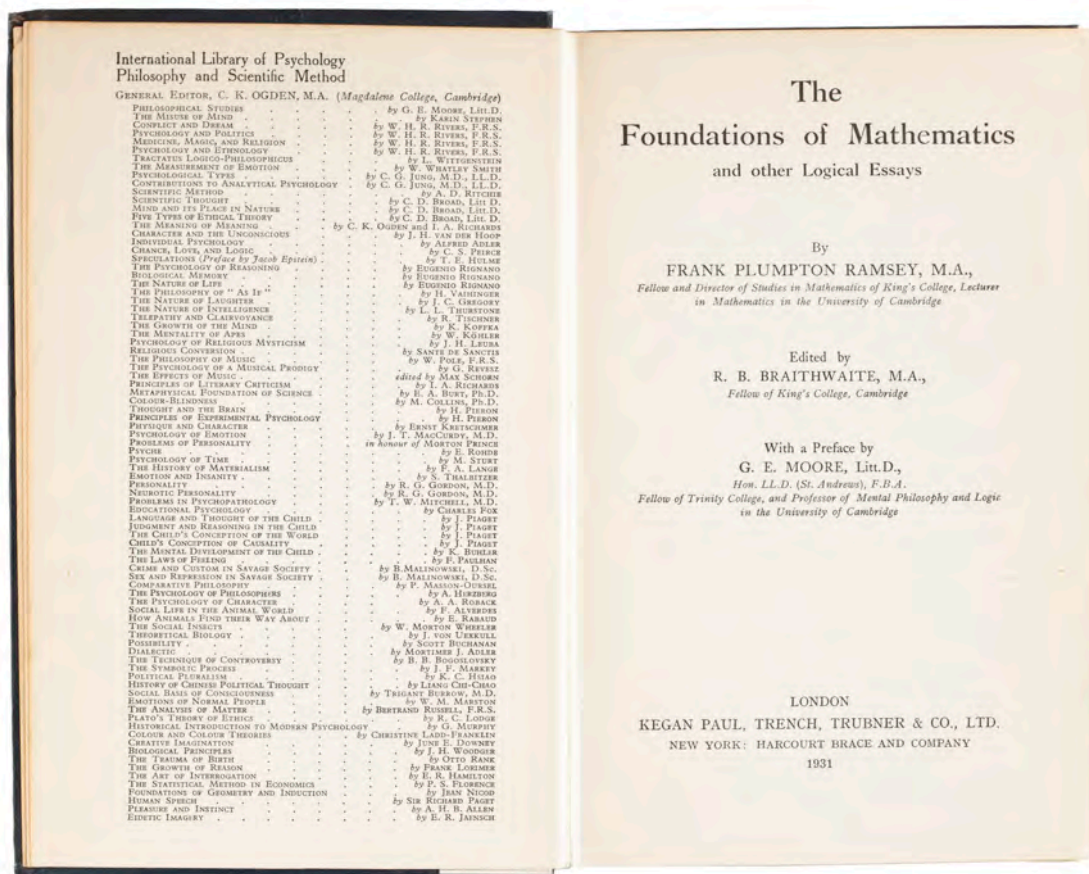 International Library of Psychology
Philosophy and Scientific Method
GENERAL EDITOR, C. K. OGDEN, M.A. (Magdalene College, Cambridge)
PHILOSOPHICAL STUDIES . . . . . by G. E. MOORE, Litt.D.
THE MISUSE OF MIND . . . . . by KARIN STEPHEN
CONFLICT AND DREAM . . . . . by W. H. R. RIVERS, F.R.S.
PSYCHOLOGY AND POLITICS . . . . . by W. H. R. RIVERS, F.R.S.
MEDICINE, MAGIC, AND RELIGION . . . . by W. H. R. RIVERS, F.R.S.
PSYCHOLOGY AND ETHNOLOGY . . . . by W. H. R. RIVERS, F.R.S.
TRACTATUS LOGICO-PHILOSOPHICUS . . . . by L. WITTGENSTEIN
THE MEASUREMENT OF EMOTION . . . . by W. WHATLEY SMITH
PSYCHOLOGICAL TYPES . . . . by C. G. JUNG, M.D., LL.D.
CONTRIBUTIONS TO ANALYTICAL PSYCHOLOGY . by C. G. JUNG, M.D., LL.D.
SCIENTIFIC METHOD . . . . . by A. D. RITCHIE
SCIENTIFIC THOUGHT . . . . . by C. D. BROAD, Litt D.
MIND AND ITS PLACE IN NATURE . . . . by C. D. BROAD, Litt. D.
FIVE TYPES OF ETHICAL THEORY . . . . by C. D. BROAD, Litt. D.
THE MEANING OF MEANING . . by C. K. OGDEN and I. A. RICHARDS
CHARACTER AND THE UNCONSCIOUS . . . by J. H. VAN DER HOOP
INDIVIDUAL PSYCHOLOGY . . . . . by ALFRED ADLER
CHANCE, LOVE, AND LOGIC . . . . . by C. S. PEIRCE
SPECULATIONS (Preface by Jacob Epstein) . . . by T. E. HULME
THE PSYCHOLOGY OF REASONING . . . . by EUGENIO RIGNANO
BIOLOGICAL MEMORY . . . . . by EUGENIO RIGNANO
THE NATURE OF LIFE . . . . . by EUGENIO RIGNANO
THE PHILOSOPHY OF " AS IF " . . . . by H. VAIHINGER
THE NATURE OF LAUGHTER . . . . . by J. C. GREGORY
THE NATURE OF INTELLIGENCE . . . . by L. L. THURSTONE
TELEPATHY AND CLAIRVOYANCE . . . . by R. TISCHNER
THE GROWTH OF THE MIND . . . . . by K. KOFFKA
THE MENTALITY OF APES . . . . . by W. KÖHLER
PSYCHOLOGY OF RELIGIOUS MYSTICISM . . . by J. H. LEUBA
RELIGIOUS CONVERSION . . . . . by SANTE DE SANCTIS
THE PHILOSOPHY OF MUSIC . . . . . by W. POLE, F.R.S.
THE PSYCHOLOGY OF A MUSICAL PRODIGY . . . by G. REVESZ
THE EFFECTS OF MUSIC . . . . edited by MAX SCHOEN
PRINCIPLES OF LITERARY CRITICISM . . . by I. A. RICHARDS
METAPHYSICAL FOUNDATION OF SCIENCE . . by E. A. BURT, Ph.D.
COLOUR-BLINDNESS . . . . . by M. COLLINS, Ph.D.
THOUGHT AND THE BRAIN . . . . . by H. PIERON
PRINCIPLES OF EXPERIMENTAL PSYCHOLOGY . . . by H. PIERON
PHYSIQUE AND CHARACTER . . . . by ERNST KRETSCHMER
PSYCHOLOGY OF EMOTION . . . . by J. T. MACCURDY, M.D.
PROBLEMS OF PERSONALITY . . . in honour of MORTON PRINCE
PSYCHE . . . . . by E. ROHDE
PSYCHOLOGY OF TIME . . . . . by M. STURT
THE HISTORY OF MATERIALISM . . . . by F. A. LANGE
EMOTION AND INSANITY . . . . . by S. THALBITZER
PERSONALITY . . . . . by R. G. GORDON, M.D.
NEUROTIC PERSONALITY . . . . by R. G. GORDON, M.D.
PROBLEMS IN PSYCHOPATHOLOGY . . . by T. W. MITCHELL, M.D.
EDUCATIONAL PSYCHOLOGY . . . . by CHARLES FOX
LANGUAGE AND THOUGHT OF THE CHILD . . . by J. PIAGET
JUDGMENT AND REASONING IN THE CHILD . . . by J. PIAGET
THE CHILD'S CONCEPTION OF THE WORLD . . . by J. PIAGET
CHILD'S CONCEPTION OF CAUSALITY . . . . by J. PIAGET
THE MENTAL DEVELOPMENT OF THE CHILD . . . by K. BUHLER
THE LAWS OF FEELING . . . . . by F. PAULHAN
CRIME AND CUSTOM IN SAVAGE SOCIETY . . by B.MALINOWSKI, D.Sc.
SEX AND REPRESSION IN SAVAGE SOCIETY . . by B. MALINOWSKI, D.Sc.
COMPARATIVE PHILOSOPHY . . . . by P. MASSON-OURSEL
THE PSYCHOLOGY OF PHILOSOPHERS . . . . by A. HERZBERG
THE PSYCHOLOGY OF CHARACTER . . . . by A. A. ROBACK
SOCIAL LIFE IN THE ANIMAL WORLD . . . . by F. ALVERDES
HOW ANIMALS FIND THEIR WAY ABOUT . . . . by E. RABAUD
THE SOCIAL INSECTS . . . . by W. MORTON WHEELER
THEORETICAL BIOLOGY . . . . . by J. VON UEXKULL
POSSIBILITY . . . . . by SCOTT BUCHANAN
DIALECTIC . . . . . by MORTIMER J. ADLER
THE TECHNIQUE OF CONTROVERSY . . . by B. B. BOGOSLOVSKY
THE SYMBOLIC PROCESS . . . . . by J. F. MARKEY
POLITICAL PLURALISM . . . . . by K. C. HSIAO
HISTORY OF CHINESE POLITICAL THOUGHT . . by LIANG CHI-CHAO
SOCIAL BASIS OF CONSCIOUSNESS . . . by TRIGANT BURROW, M.D.
EMOTIONS OF NORMAL PEOPLE . . . . by W. M. MARSTON
THE ANALYSIS OF MATTER . . . by BERTRAND RUSSELL, F.R.S.
PLATO'S THEORY OF ETHICS . . . . by R. C. LODGE
HISTORICAL INTRODUCTION TO MODERN PSYCHOLOGY . by G. MURPHY
COLOUR AND COLOUR THEORIES . . by CHRISTINE LADD-FRANKLIN
CREATIVE IMAGINATION . . . . . by JUNE E. DOWNEY
BIOLOGICAL PRINCIPLES . . . . . by J. H. WOODGER
THE TRAUMA OF BIRTH . . . . . by OTTO RANK
THE GROWTH OF REASON . . . . . by FRANK LORIMER
THE ART OF INTERROGATION . . . . by E. R. HAMILTON
THE STATISTICAL METHOD IN ECONOMICS . . . by P. S. FLORENCE
FOUNDATIONS OF GEOMETRY AND INDUCTION . . . by JEAN NICOD
HUMAN SPEECH . . . . . by SIR RICHARD PAGET
PLEASURE AND INSTINCT . . . . . by A. H. B. ALLEN
EIDETIC IMAGERY . . . . . by E. R. JAENSCH
The
Foundations of Mathematics
and other Logical Essays
By
FRANK PLUMPTON RAMSEY, M.A.,
Fellow and Director of Studies in Mathematics of King's College, Lecturer
in Mathematics in the University of Cambridge
Edited by
R. B. BRAITHWAITE, M.A.,
Fellow of King's College, Cambridge
With a Preface by
G. E. MOORE, Litt.D.,
Hon. LL.D. (St. Andrews), F.B.A.
Fellow of Trinity College, and Professor of Mental Philosophy and Logic
in the University of Cambridge
LONDON
KEGAN PAUL, TRENCH, TRUBNER & CO., LTD.
NEW YORK: HARCOURT BRACE AND COMPANY
1931